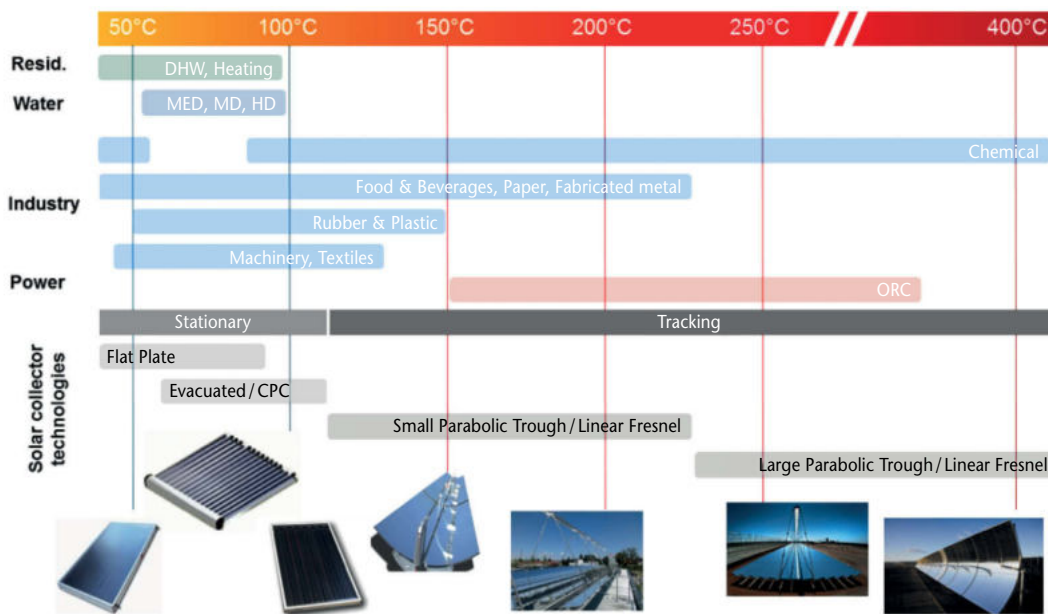 50°C 100°C 150°C 200°C 250°C 400°C
Resid.
DHW, Heating
Water
MED, MD, HD
Chemical
Industry
Food & Beverages, Paper, Fabricated metal
Rubber & Plastic
Machinery, Textiles
Power
ORC
Stationary Tracking
Solar collector
technologies
Flat Plate
Evacuated / CPC
Small Parabolic Trough / Linear Fresnel
Large Parabolic Trough / Linear Fresnel